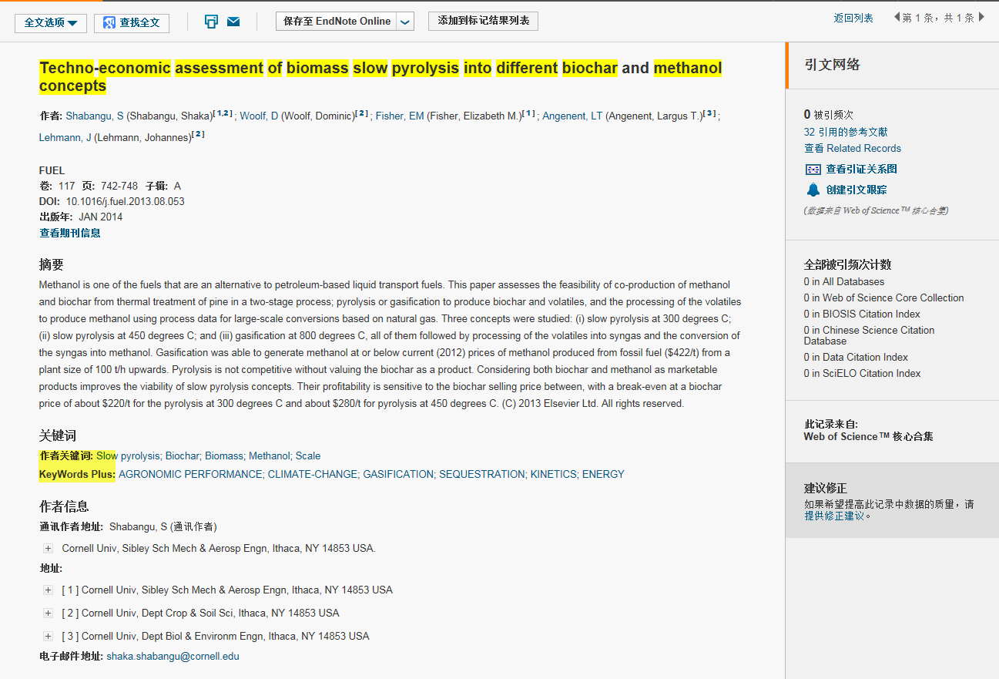 全文选项
查找全文
保存至 EndNote Online
添加到标记结果列表
返回列表
第 1 条，共 1 条
Techno-economic assessment of biomass slow pyrolysis into different biochar and methanol
concepts
作者: Shabangu, S (Shabangu, Shaka)[ 1,2 ] ; Woolf, D (Woolf, Dominic)[ 2 ] ; Fisher, EM (Fisher, Elizabeth M.)[ 1 ] ; Angenent, LT (Angenent, Largus T.)[ 3 ] ;
Lehmann, J (Lehmann, Johannes)[ 2 ]
FUEL
卷: 117 页: 742-748 子辑: A
DOI: 10.1016/j.fuel.2013.08.053
出版年: JAN 2014
查看期刊信息
摘要
Methanol is one of the fuels that are an alternative to petroleum-based liquid transport fuels. This paper assesses the feasibility of co-production of methanol
and biochar from thermal treatment of pine in a two-stage process; pyrolysis or gasification to produce biochar and volatiles, and the processing of the volatiles
to produce methanol using process data for large-scale conversions based on natural gas. Three concepts were studied: (i) slow pyrolysis at 300 degrees C;
(ii) slow pyrolysis at 450 degrees C; and (iii) gasification at 800 degrees C, all of them followed by processing of the volatiles into syngas and the conversion of
the syngas into methanol. Gasification was able to generate methanol at or below current (2012) prices of methanol produced from fossil fuel ($422/t) from a
plant size of 100 t/h upwards. Pyrolysis is not competitive without valuing the biochar as a product. Considering both biochar and methanol as marketable
products improves the viability of slow pyrolysis concepts. Their profitability is sensitive to the biochar selling price between, with a break-even at a biochar
price of about $220/t for the pyrolysis at 300 degrees C and about $280/t for pyrolysis at 450 degrees C. (C) 2013 Elsevier Ltd. All rights reserved.
关键词
作者关键词: Slow pyrolysis; Biochar; Biomass; Methanol; Scale
KeyWords Plus: AGRONOMIC PERFORMANCE; CLIMATE-CHANGE; GASIFICATION; SEQUESTRATION; KINETICS; ENERGY
作者信息
通讯作者地址: Shabangu, S (通讯作者)
Cornell Univ, Sibley Sch Mech & Aerosp Engn, Ithaca, NY 14853 USA.
地址:
[ 1 ] Cornell Univ, Sibley Sch Mech & Aerosp Engn, Ithaca, NY 14853 USA
[ 2 ] Cornell Univ, Dept Crop & Soil Sci, Ithaca, NY 14853 USA
[ 3 ] Cornell Univ, Dept Biol & Environm Engn, Ithaca, NY 14853 USA
电子邮件地址: shaka.shabangu@cornell.edu
引文网络
0 被引频次
32 引用的参考文献
查看 Related Records
查看引证关系图
创建引文跟踪
(数据来自 Web of Science™ 核心合集)
全部被引频次计数
0 in All Databases
0 in Web of Science Core Collection
0 in BIOSIS Citation Index
0 in Chinese Science Citation
Database
0 in Data Citation Index
0 in SciELO Citation Index
此记录来自:
Web of Science™ 核心合集
建议修正
如果希望提高此记录中数据的质量，请
提供修正建议。